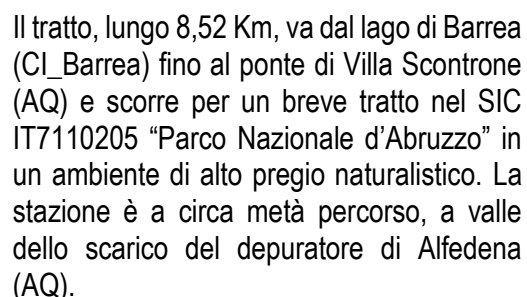 Il tratto, lungo 8,52 Km, va dal lago di Barrea
(CI_Barrea) fino al ponte di Villa Scontrone
(AQ) e scorre per un breve tratto nel SIC
IT7110205 “Parco Nazionale d’Abruzzo” in
un ambiente di alto pregio naturalistico. La
stazione è a circa metà percorso, a valle
dello scarico del depuratore di Alfedena
(AQ).